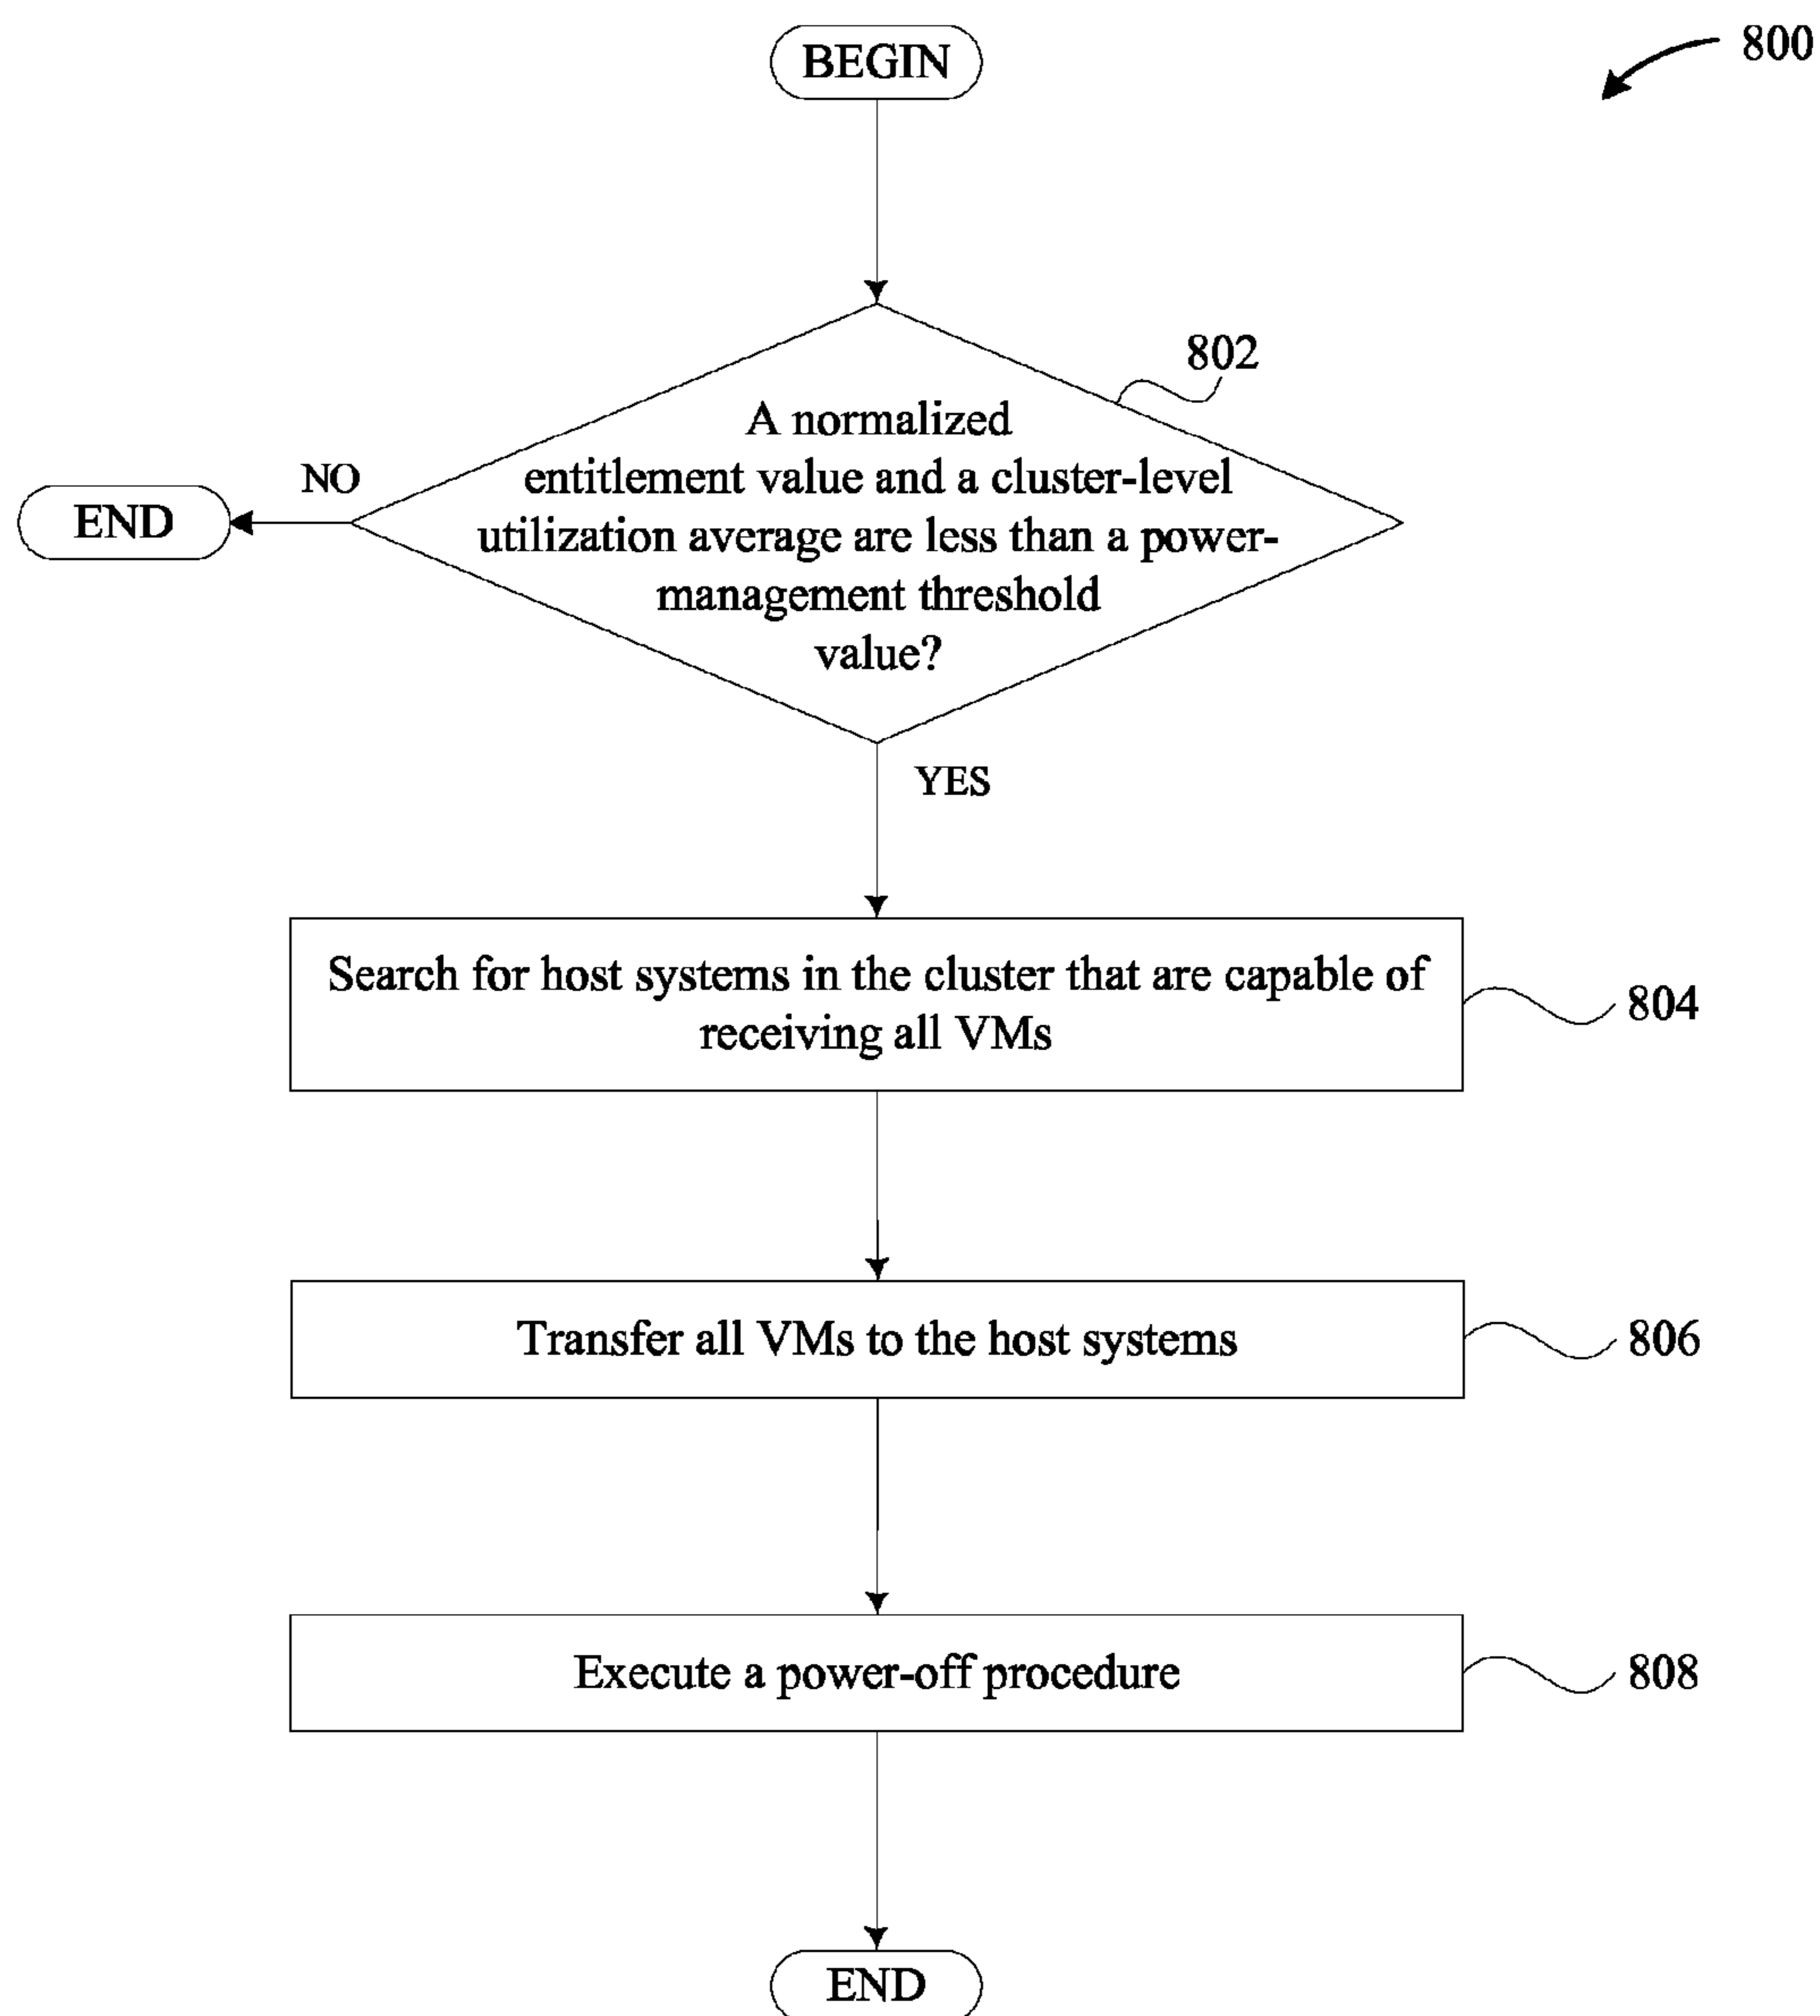 BEGIN
800
802
A normalized
entitlement value and a cluster-level
utilization average are less than a power-
management threshold
value?
NO
END
YES
Search for host systems in the cluster that are capable of
receiving all VMs
804
Transfer all VMs to the host systems
806
Execute a power-off procedure
808
END